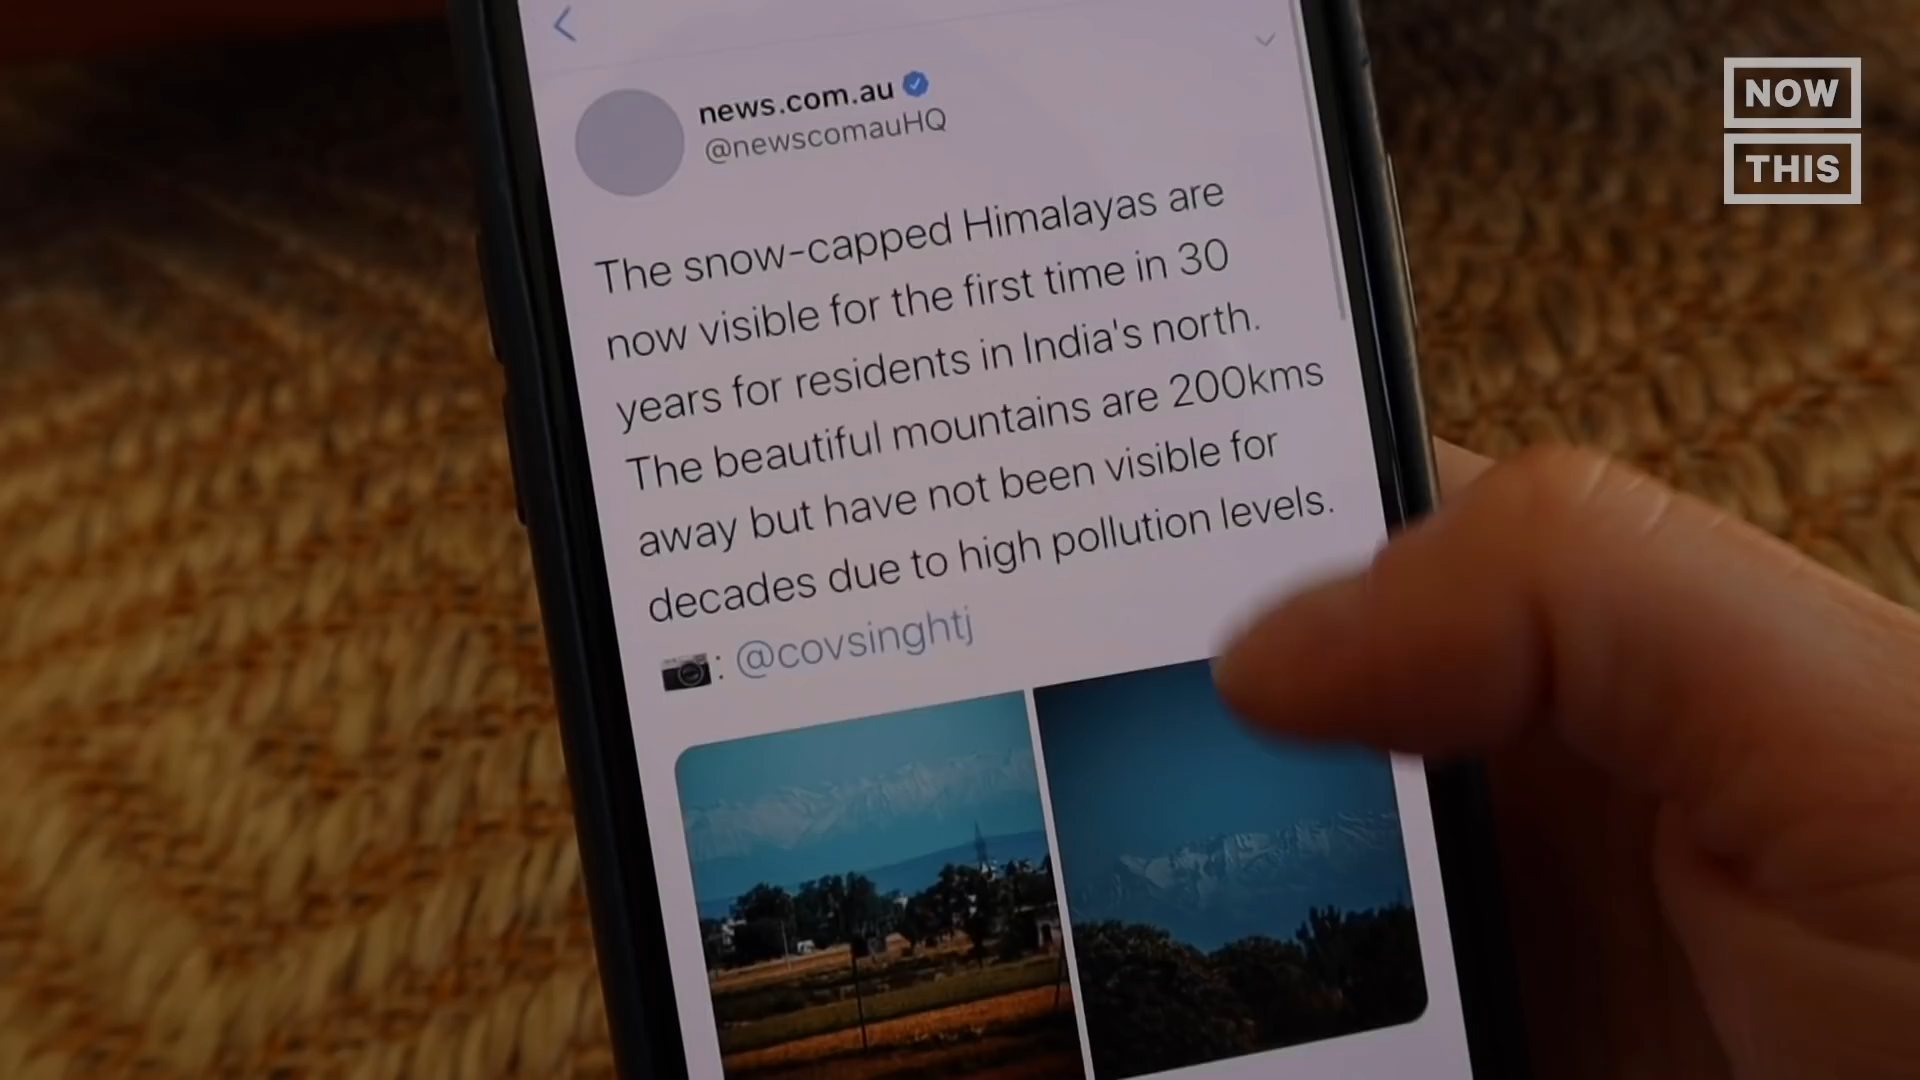 news.com.au
@newscomauHQ
The snow-capped Himalayas are
now visible for the first time in 30
years for residents in India's north.
The beautiful mountains are 200kms
away but have not been visible for
decades due to high pollution levels.
: @covsinghtj
NOW
THIS